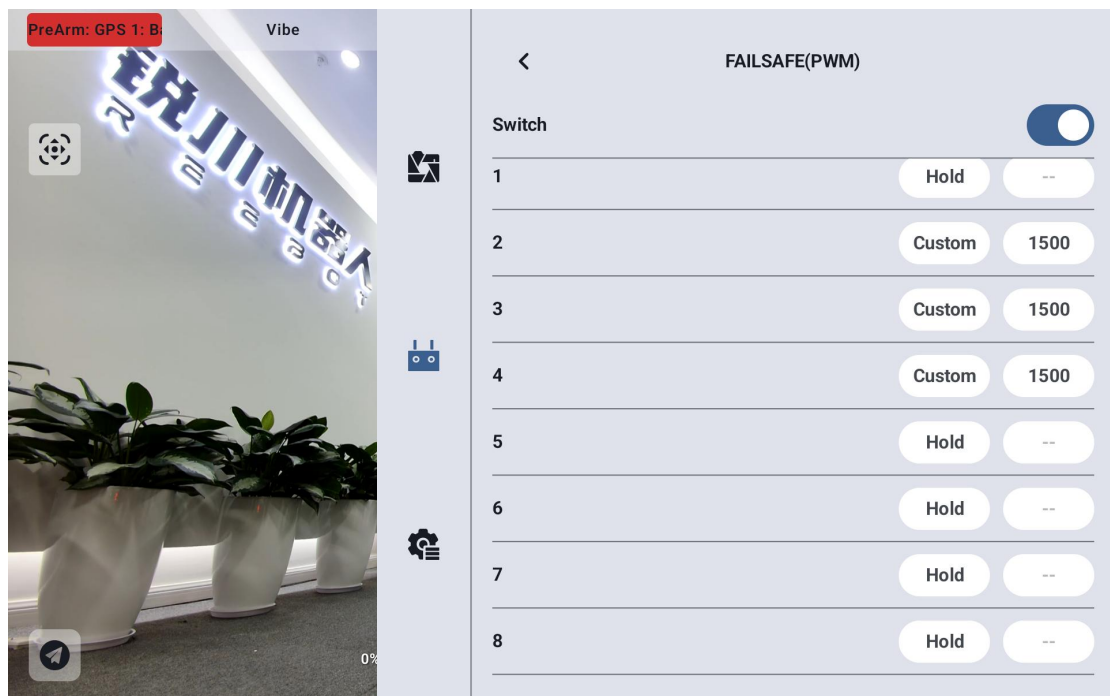 PreArm: GPS 1: Ba
Vibe
锐川机器人
0%
FAILSAFE(PWM)
Switch
1 Hold --
2 Custom 1500
3 Custom 1500
4 Custom 1500
5 Hold --
6 Hold --
7 Hold --
8 Hold --